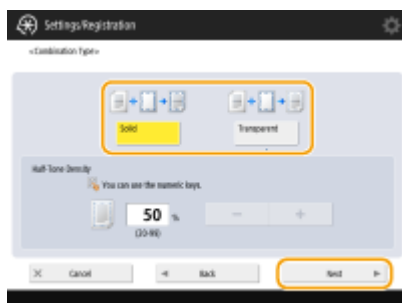 Settings/Registration
<Combination Type>
Solid
Transparent
Half-Tone Density
You can use the numeric keys.
50 %
- +
(20-99)
× Cancel
◄ Back
Next ►